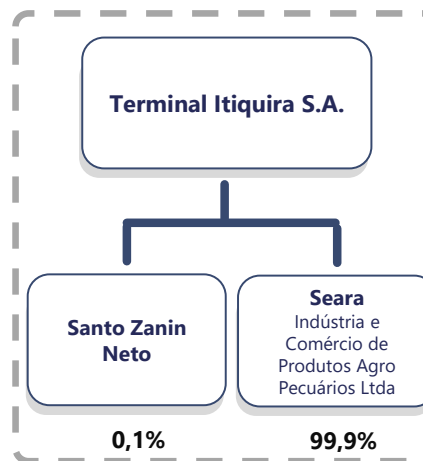 Terminal Itiquira S.A.
Santo Zanin
Neto
Seara
Indústria e
Comércio de
Produtos Agro
Pecuários Ltda
0,1%
99,9%